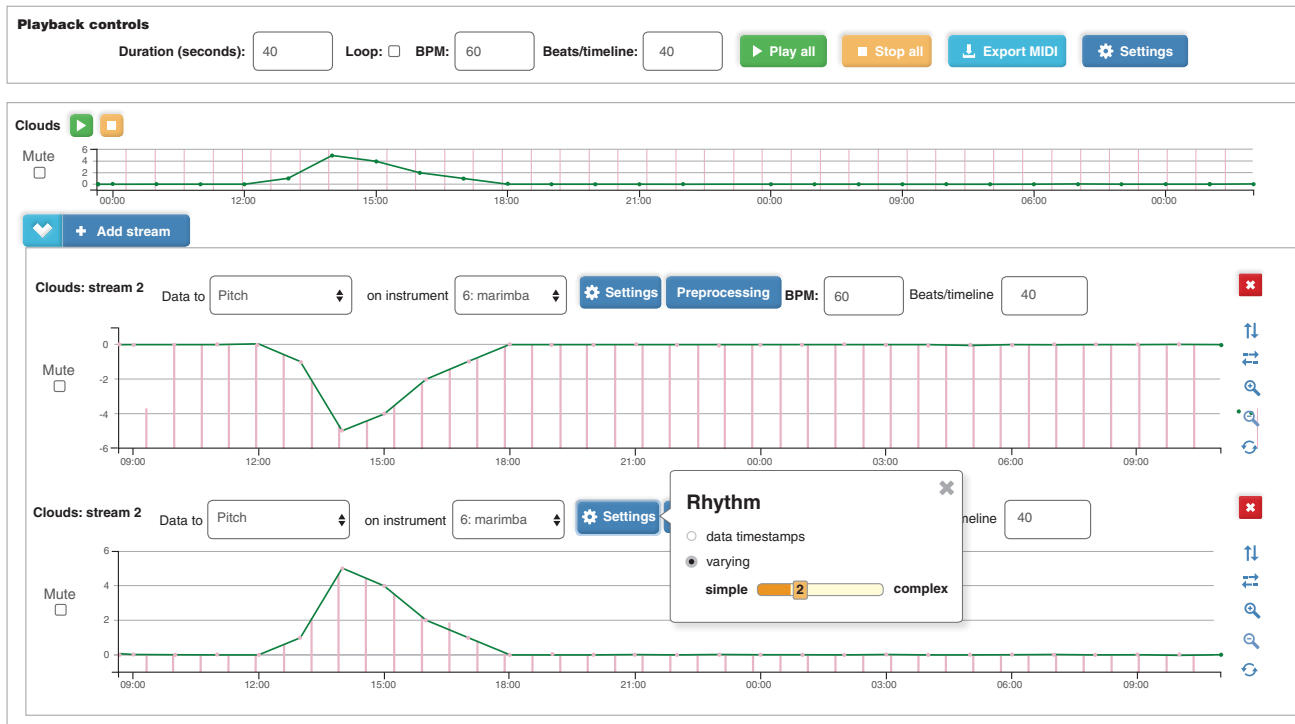 Playback controls
Duration (seconds): 40 Loop: BPM: 60 Beats/timeline: 40 Play all Stop all Export MIDI Settings
Clouds
Mute
6
4
2
0
00:00 12:00 15:00 18:00 21:00 00:00 09:00 06:00 00:00
Add stream
Clouds: stream 2 Data to Pitch on instrument 6: marimba Settings Preprocessing BPM: 60 Beats/timeline 40
Mute
0
-2
-4
-6
09:00 12:00 15:00 18:00 21:00 00:00 03:00 06:00 09:00
Clouds: stream 2 Data to Pitch on instrument 6: marimba Settings neline 40
Rhythm
data timestamps
varying
simple 2 complex
Mute
6
4
2
0
09:00 12:00 15:00 18:00 21:00 00:00 03:00 06:00 09:00